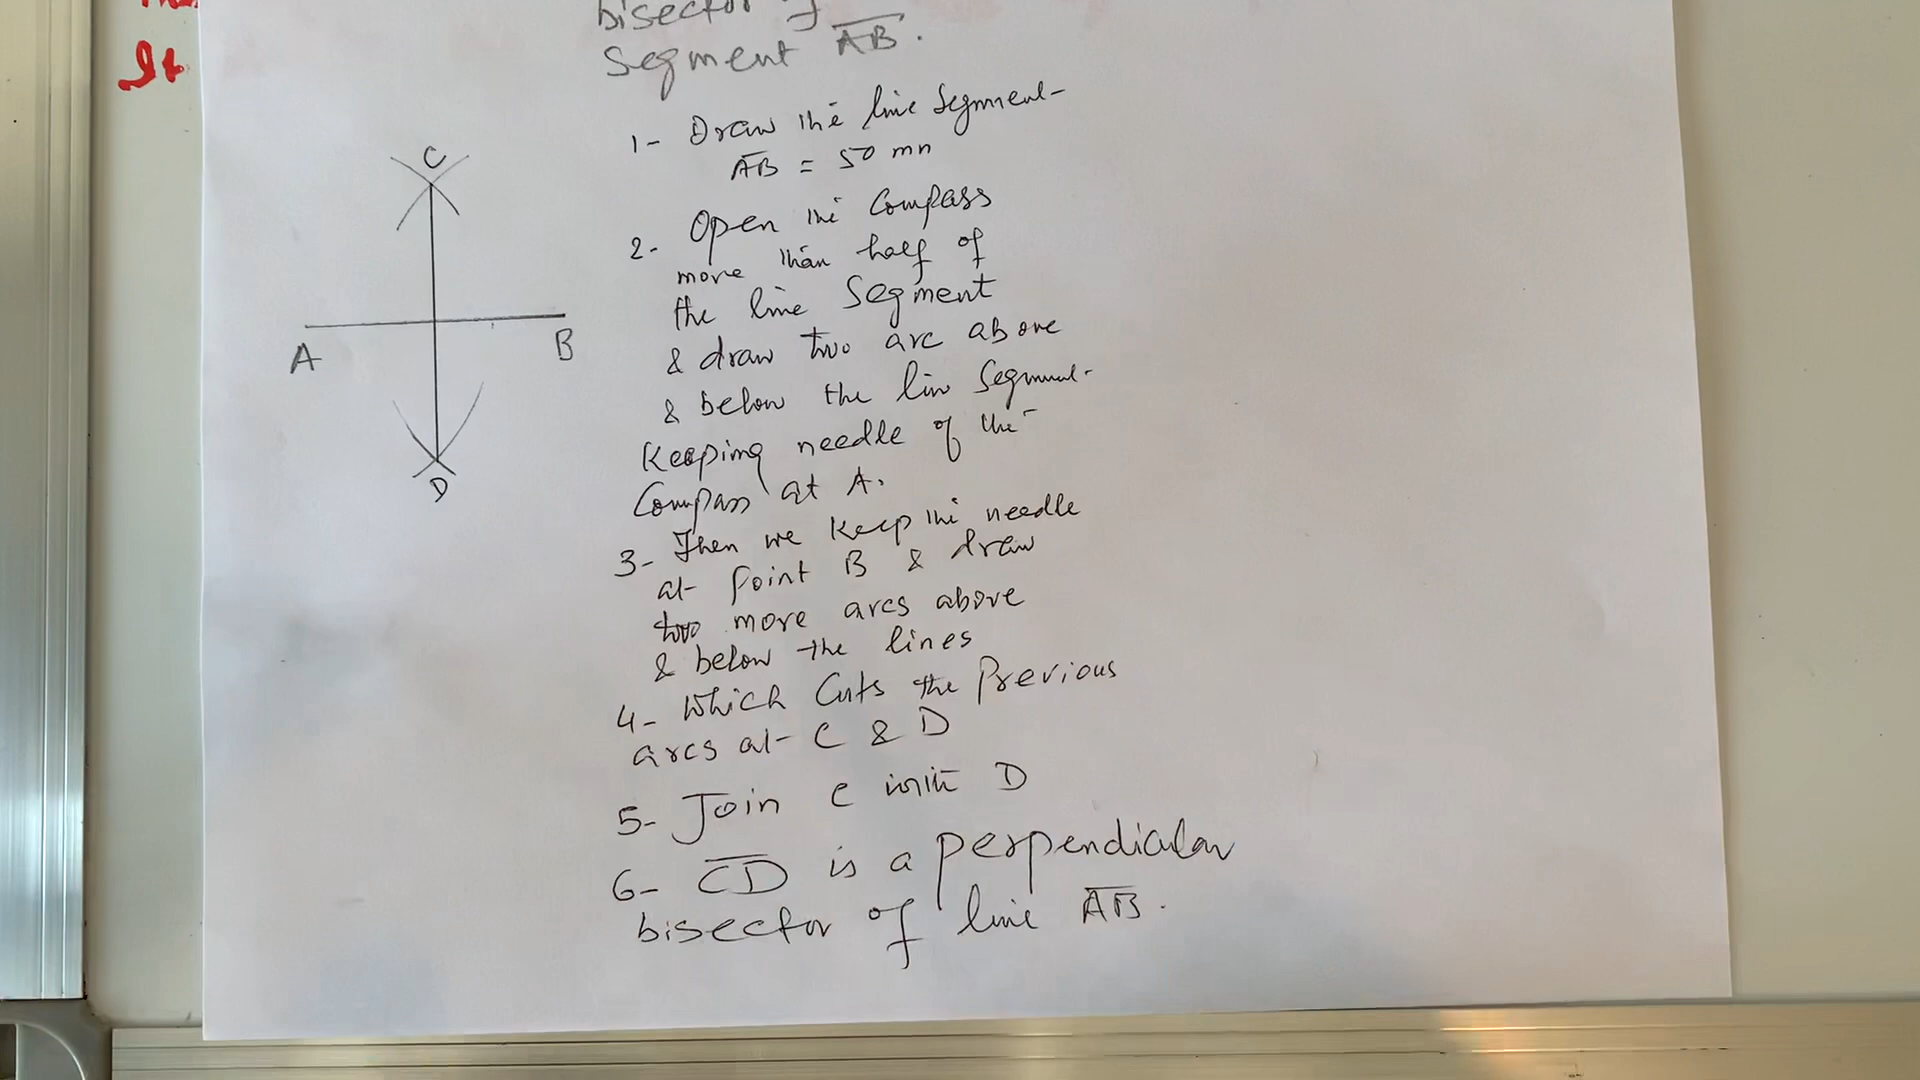 It
bisector of
Segment AB.
1- Draw the line Segment-
AB = 50 mm
2- Open the Compass
more than half of
the line Segment
& draw two arc above
& below the line Segment-
Keeping needle of the
Compass at A.
3- Then we keep the needle
at point B & draw
two more arcs above
& below the lines
4- Which Cuts the Previous
arcs at C & D
5- Join C with D
6- CD is a perpendicular
bisector of line AB.
C
A
B
D